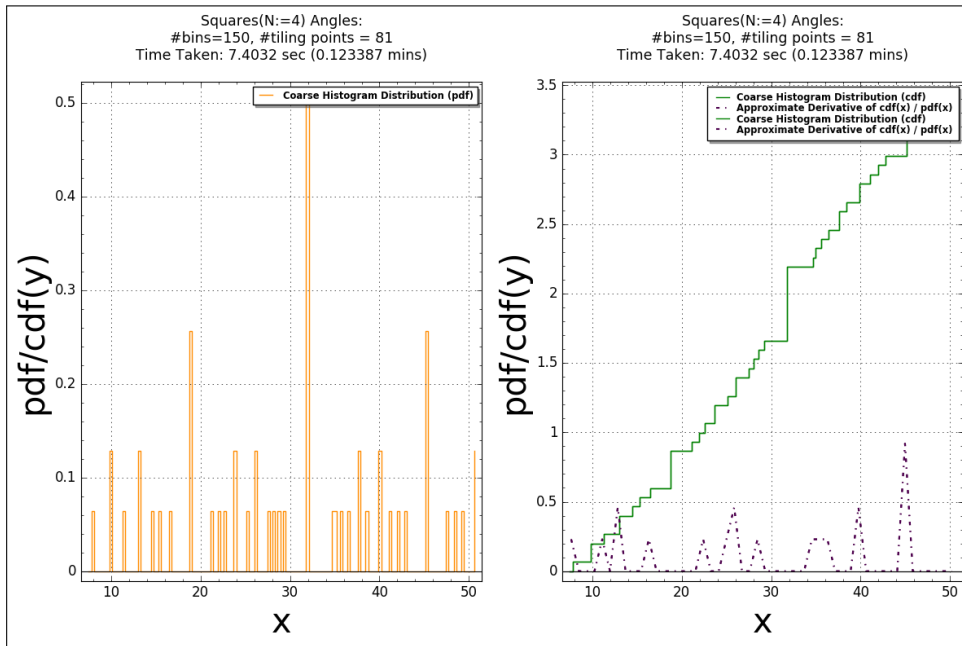 Squares(N:=4) Angles:
#bins=150, #tiling points = 81
Time Taken: 7.4032 sec (0.123387 mins)
Coarse Histogram Distribution (pdf)
pdf/cdf(y)
0.5
0.4
0.3
0.2
0.1
0
10
20
30
40
50
x
Squares(N:=4) Angles:
#bins=150, #tiling points = 81
Time Taken: 7.4032 sec (0.123387 mins)
Coarse Histogram Distribution (cdf)
Approximate Derivative of cdf(x) / pdf(x)
Coarse Histogram Distribution (cdf)
Approximate Derivative of cdf(x) / pdf(x)
pdf/cdf(y)
3.5
3
2.5
2
1.5
1
0.5
0
10
20
30
40
50
x